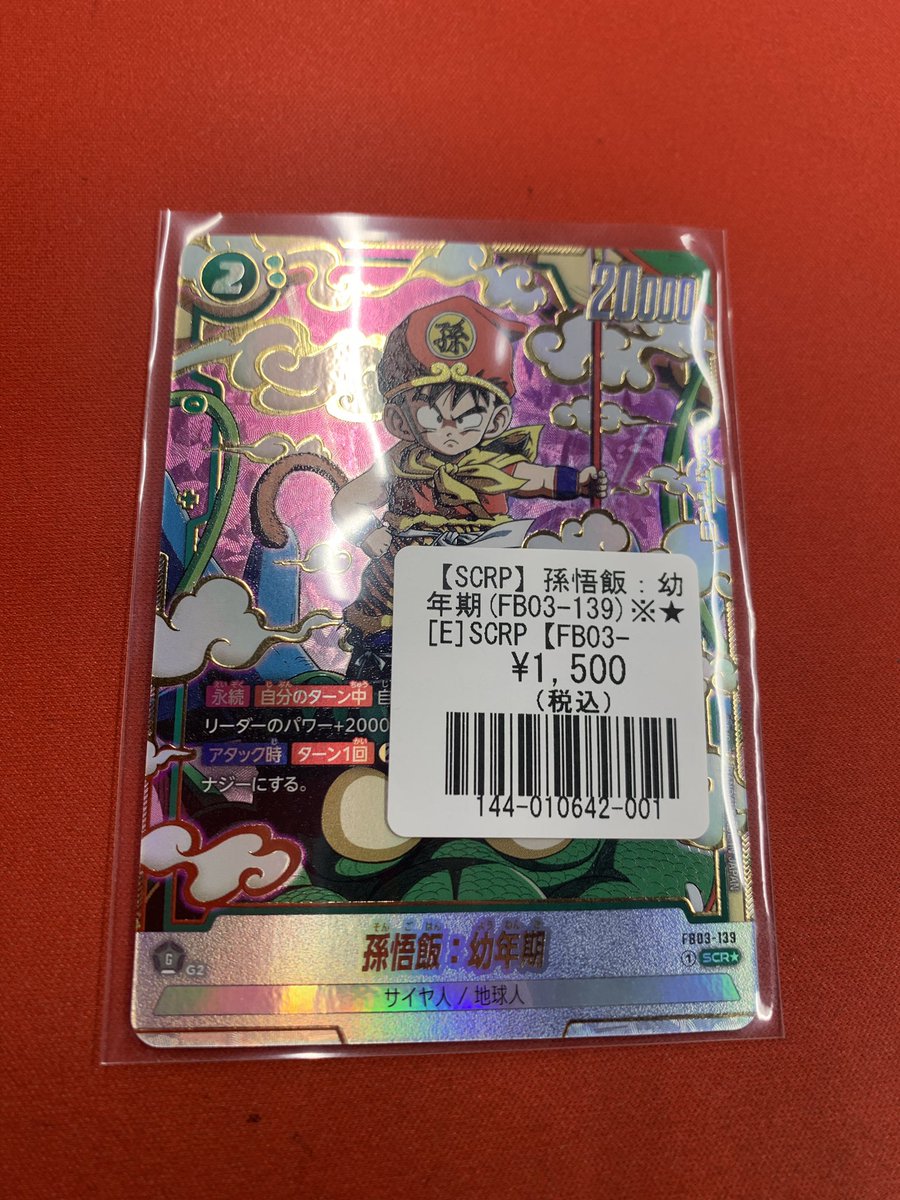 2
20000
孫
【SCRP】孫悟飯：幼
年期(FB03-139)※★
[E]SCRP【FB03-
¥1,500
(税込)
144-010642-001
永続 自分のターン中 自
リーダーのパワー+2000
アタック時 ターン1回
ナジーにする。
JAPAN
FB03-139
孫悟飯：幼年期
1 SCR★
G
G2
サイヤ人 / 地球人